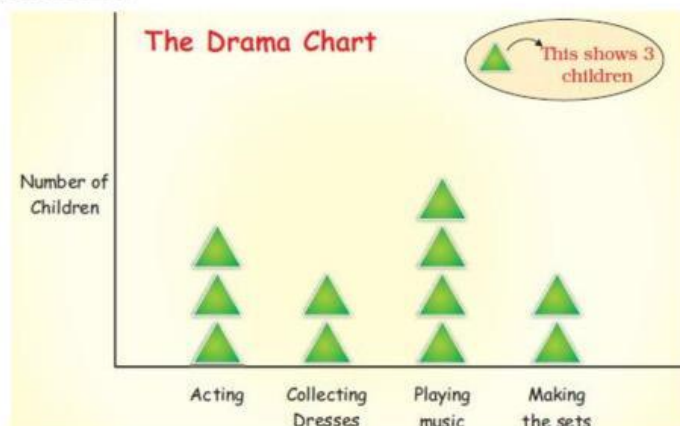 The Drama Chart
This shows 3
children
Number of
Children
Acting
Collecting
Dresses
Playing
music
Making
the sets